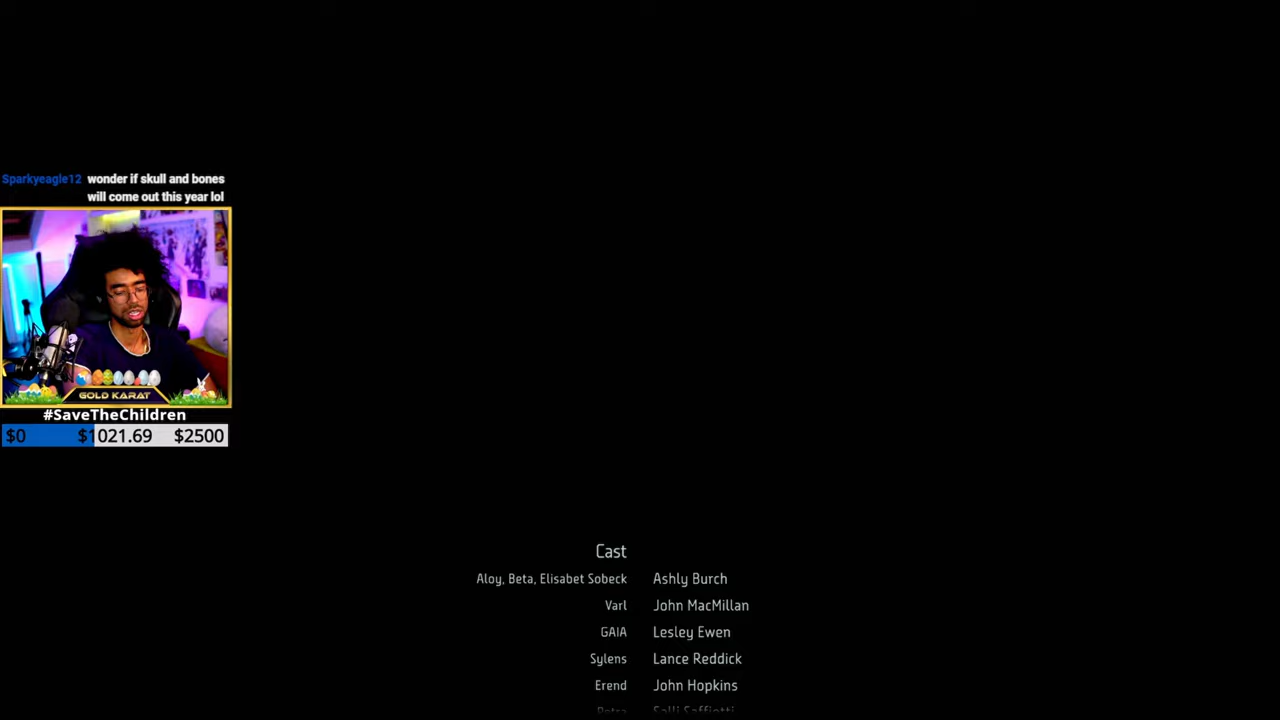 Sparkyeagle12 wonder if skull and bones
will come out this year lol
GOLD KARAT
#SaveTheChildren
$0 $1021.69 $2500
Cast
Aloy, Beta, Elisabet Sobeck Ashly Burch
Varl John MacMillan
GAIA Lesley Ewen
Sylens Lance Reddick
Erend John Hopkins